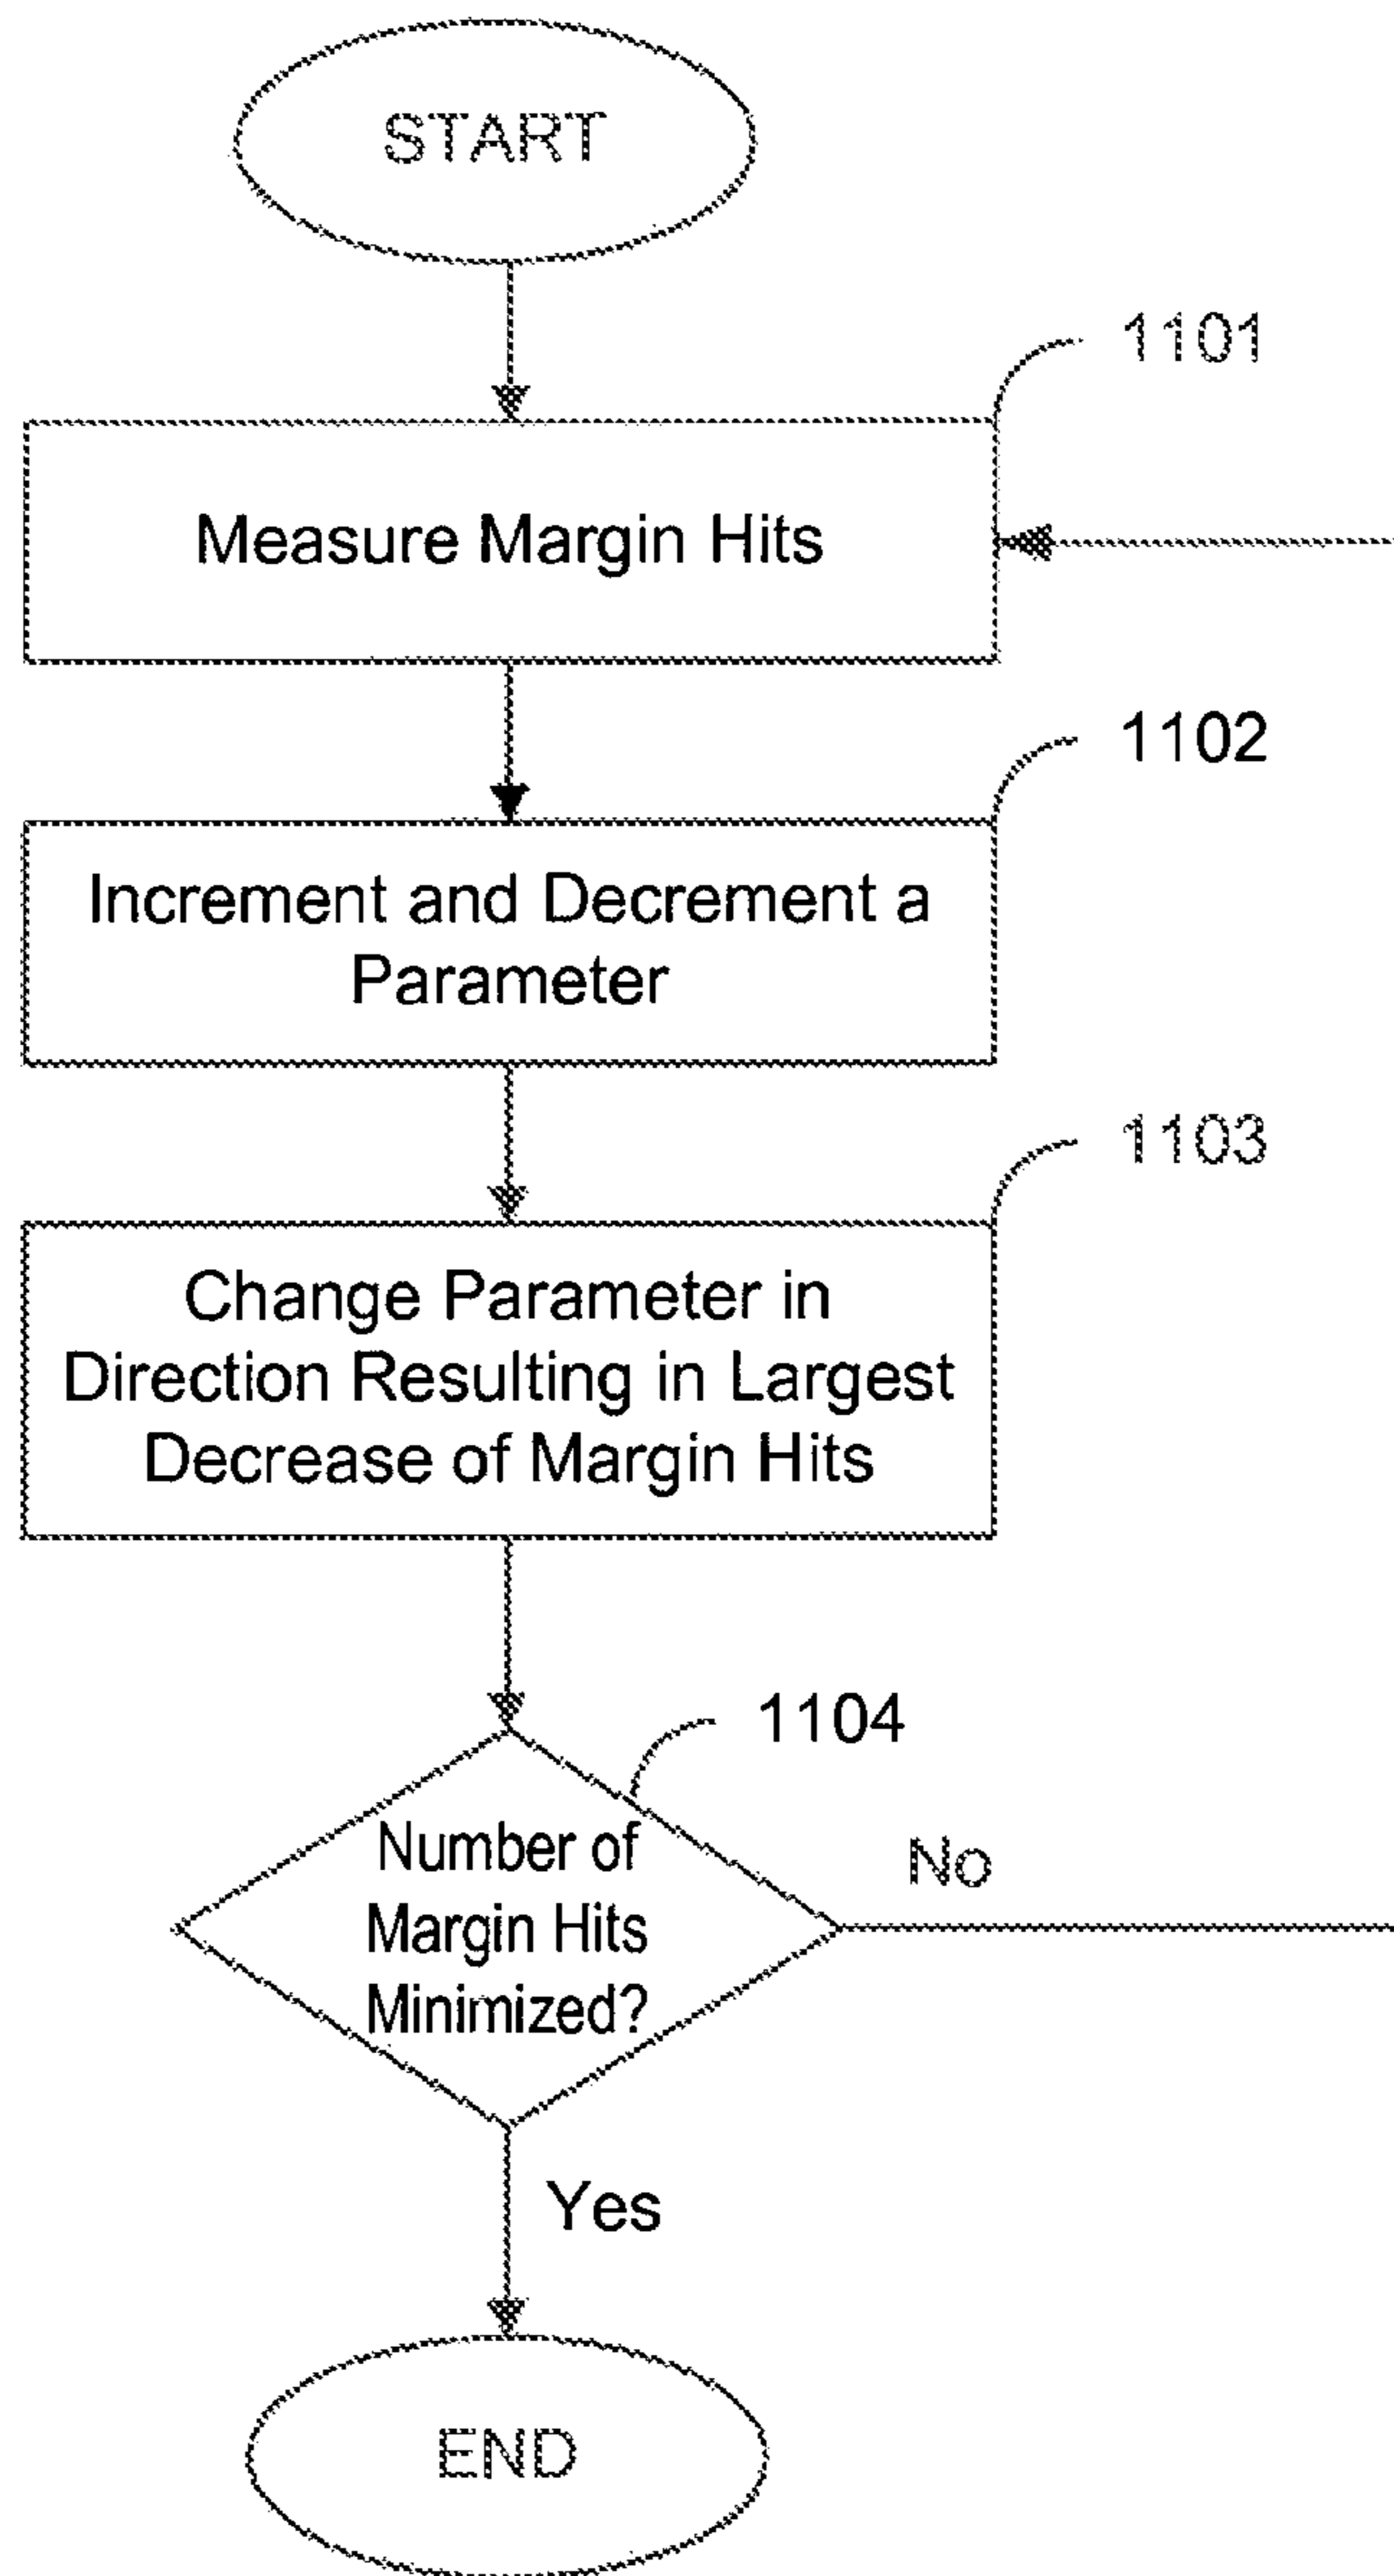 START
1101
Measure Margin Hits
1102
Increment and Decrement a
Parameter
1103
Change Parameter in
Direction Resulting in Largest
Decrease of Margin Hits
1104
Number of
Margin Hits
Minimized?
No
Yes
END